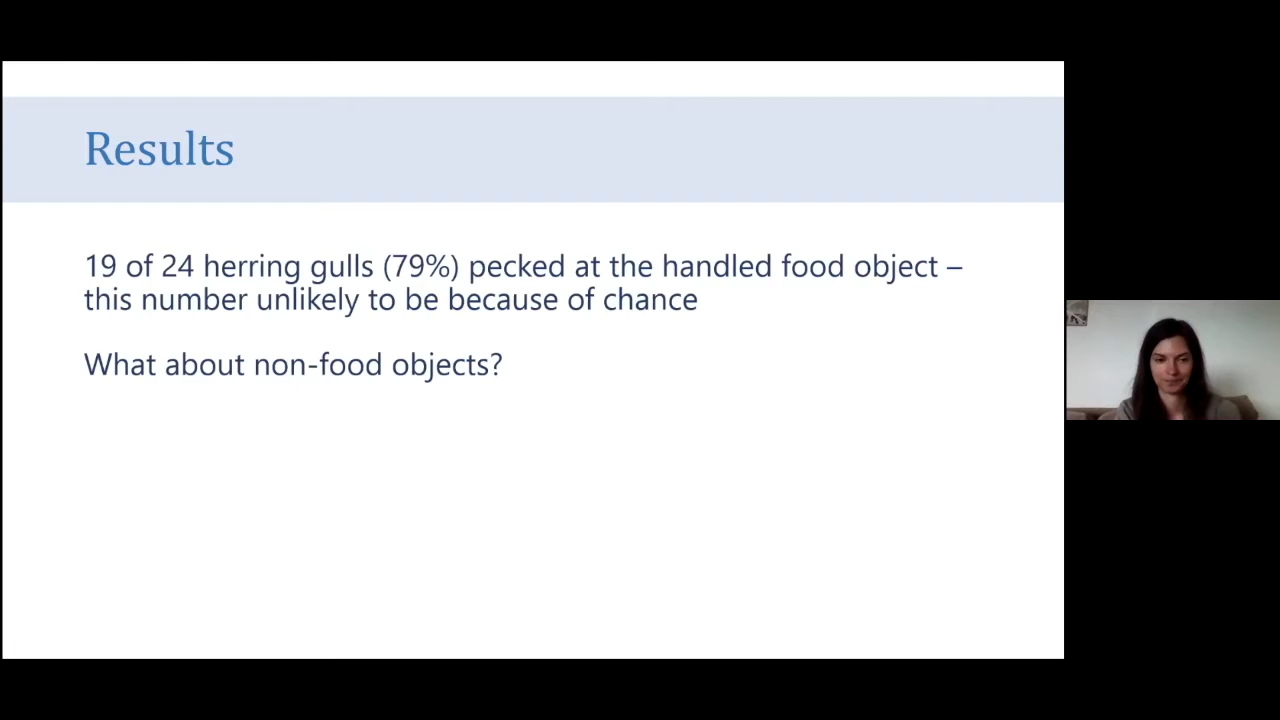 Results
19 of 24 herring gulls (79%) pecked at the handled food object –
this number unlikely to be because of chance
What about non-food objects?